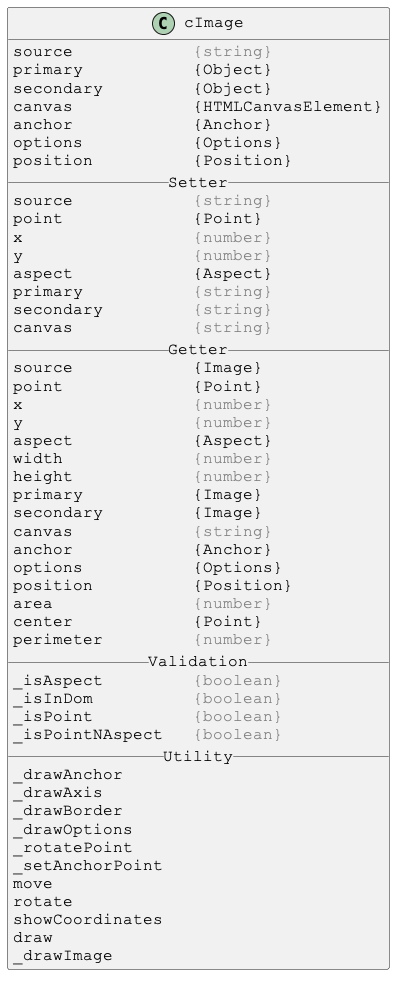 C cImage
source {string}
primary {Object}
secondary {Object}
canvas {HTMLCanvasElement}
anchor {Anchor}
options {Options}
position {Position}
Setter
source {string}
point {Point}
x {number}
y {number}
aspect {Aspect}
primary {string}
secondary {string}
canvas {string}
Getter
source {Image}
point {Point}
x {number}
y {number}
aspect {Aspect}
width {number}
height {number}
primary {Image}
secondary {Image}
canvas {string}
anchor {Anchor}
options {Options}
position {Position}
area {number}
center {Point}
perimeter {number}
Validation
_isAspect {boolean}
_isInDom {boolean}
_isPoint {boolean}
_isPointNAspect {boolean}
Utility
_drawAnchor
_drawAxis
_drawBorder
_drawOptions
_rotatePoint
_setAnchorPoint
move
rotate
showCoordinates
draw
_drawImage